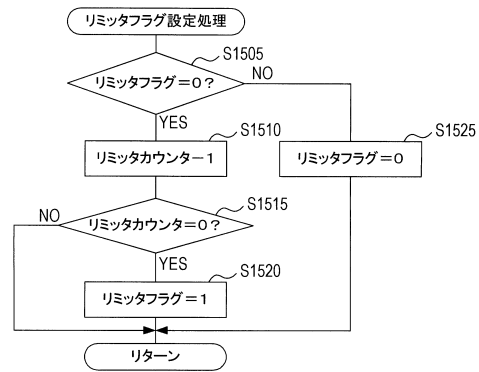 リミッタフラグ設定処理
S1505
リミッタフラグ=0?
NO
YES
S1510
リミッタカウンタ-1
S1525
リミッタフラグ=0
S1515
NO
リミッタカウンタ=0?
YES
S1520
リミッタフラグ=1
リターン